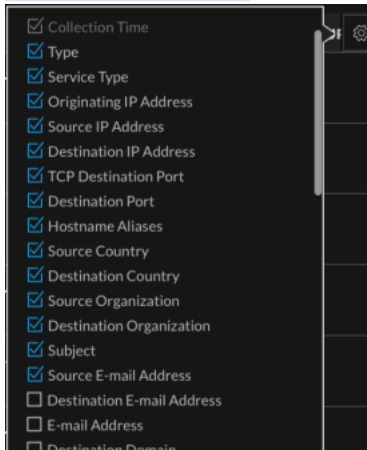 Collection Time
Type
Service Type
Originating IP Address
Source IP Address
Destination IP Address
TCP Destination Port
Destination Port
Hostname Aliases
Source Country
Destination Country
Source Organization
Destination Organization
Subject
Source E-mail Address
Destination E-mail Address
E-mail Address
Destination Domain